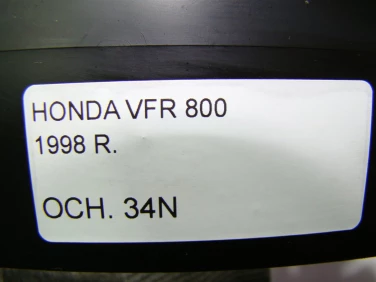 HONDA VFR 800
1998 R.
OCH. 34N